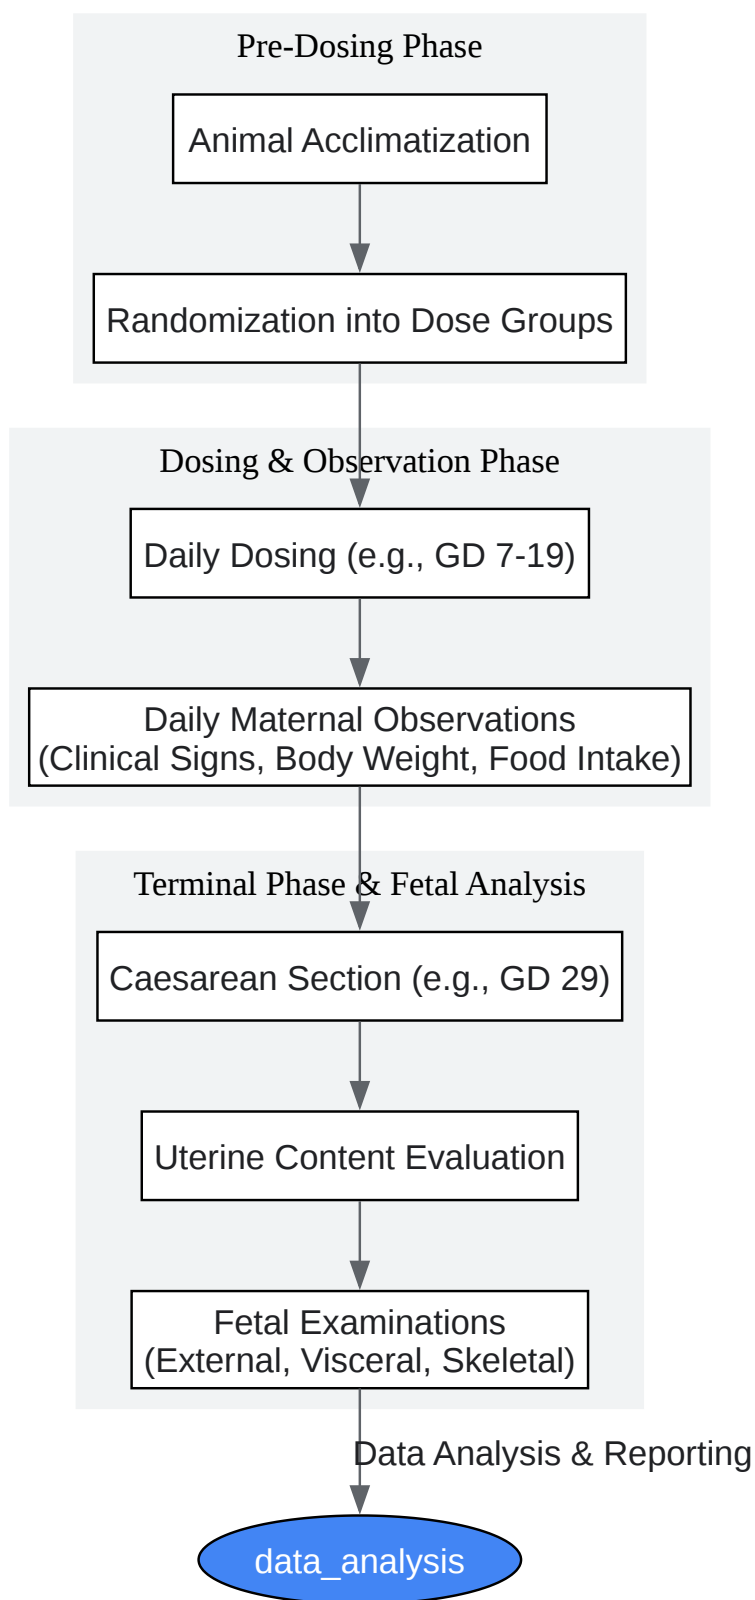 Pre-Dosing Phase
Animal Acclimatization
Randomization into Dose Groups
Dosing & Observation Phase
Daily Dosing (e.g., GD 7-19)
Daily Maternal Observations
(Clinical Signs, Body Weight, Food Intake)
Terminal Phase & Fetal Analysis
Caesarean Section (e.g., GD 29)
Uterine Content Evaluation
Fetal Examinations
(External, Visceral, Skeletal)
Data Analysis & Reporting
data_analysis